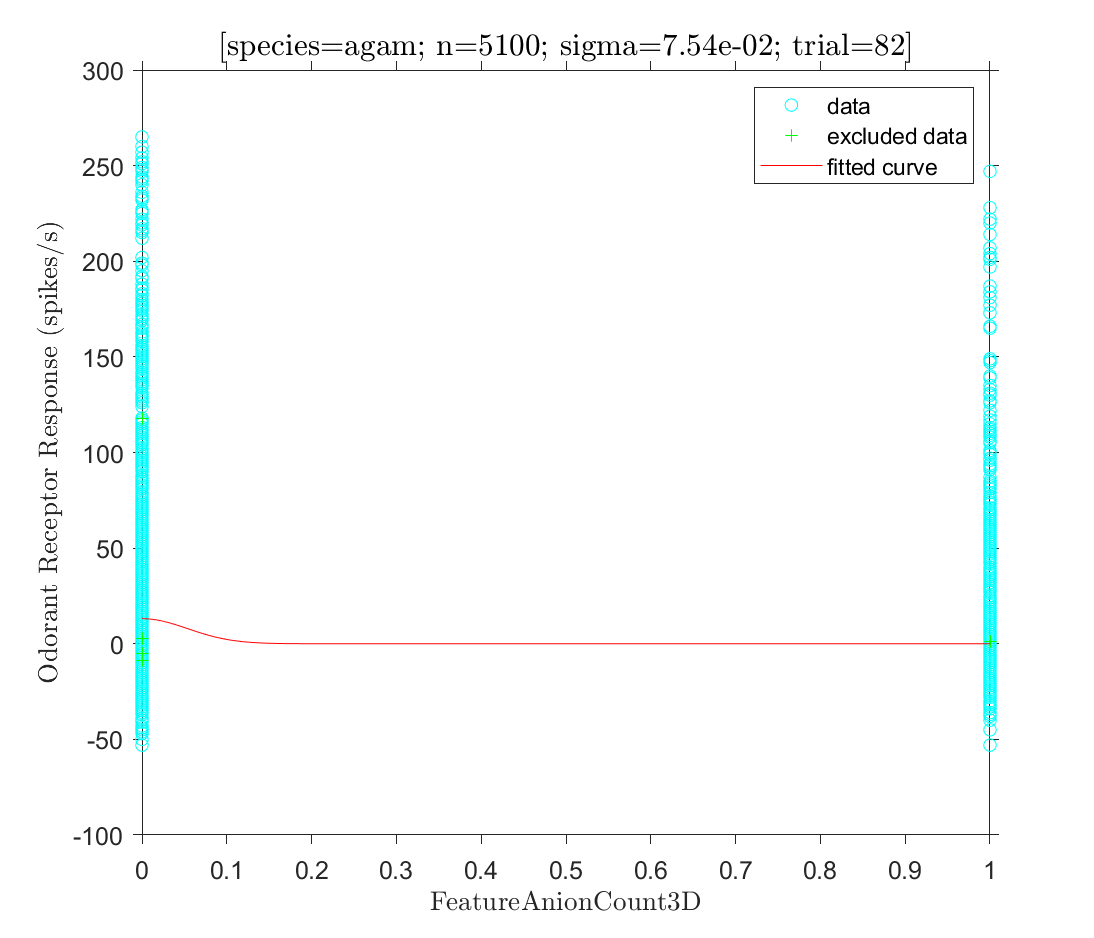 [species=agam; n=5100; sigma=7.54e-02; trial=82]
300
250
200
150
100
50
0
-50
-100
Odorant Receptor Response (spikes/s)
data
excluded data
fitted curve
0 0.1 0.2 0.3 0.4 0.5 0.6 0.7 0.8 0.9 1
FeatureAnionCount3D